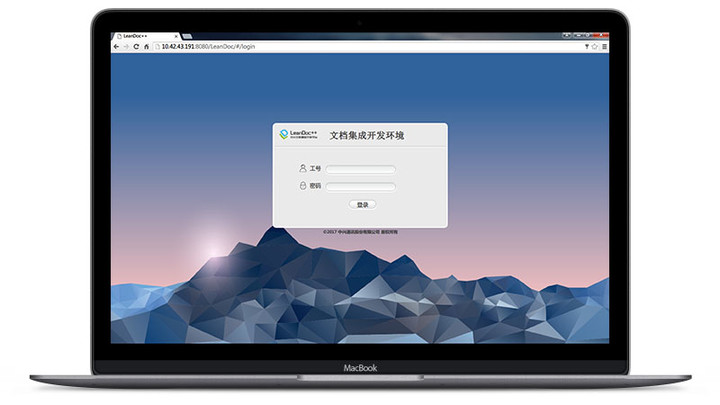 LeanDoc++
10.42.43.191:8080/LeanDoc/#/login
LeanDoc++
文档集成开发环境
工号
密码
登录
©2017 中兴通讯股份有限公司 版权所有
MacBook